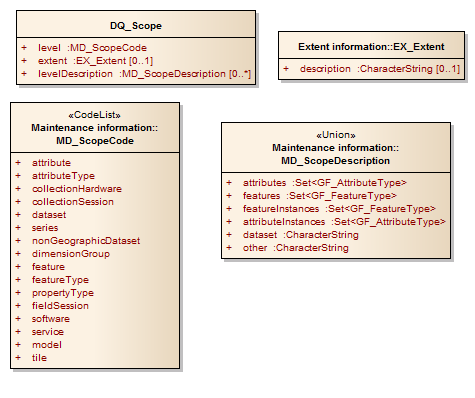 DQ_Scope
+ level :MD_ScopeCode
+ extent :EX_Extent [0..1]
+ levelDescription :MD_ScopeDescription [0..*]
Extent information::EX_Extent
+ description :CharacterString [0..1]
«CodeList»
Maintenance information::
MD_ScopeCode
+ attribute
+ attributeType
+ collectionHardware
+ collectionSession
+ dataset
+ series
+ nonGeographicDataset
+ dimensionGroup
+ feature
+ featureType
+ propertyType
+ fieldSession
+ software
+ service
+ model
+ tile
«Union»
Maintenance information::
MD_ScopeDescription
+ attributes :Set<GF_AttributeType>
+ features :Set<GF_FeatureType>
+ featureInstances :Set<GF_FeatureType>
+ attributeInstances :Set<GF_AttributeType>
+ dataset :CharacterString
+ other :CharacterString